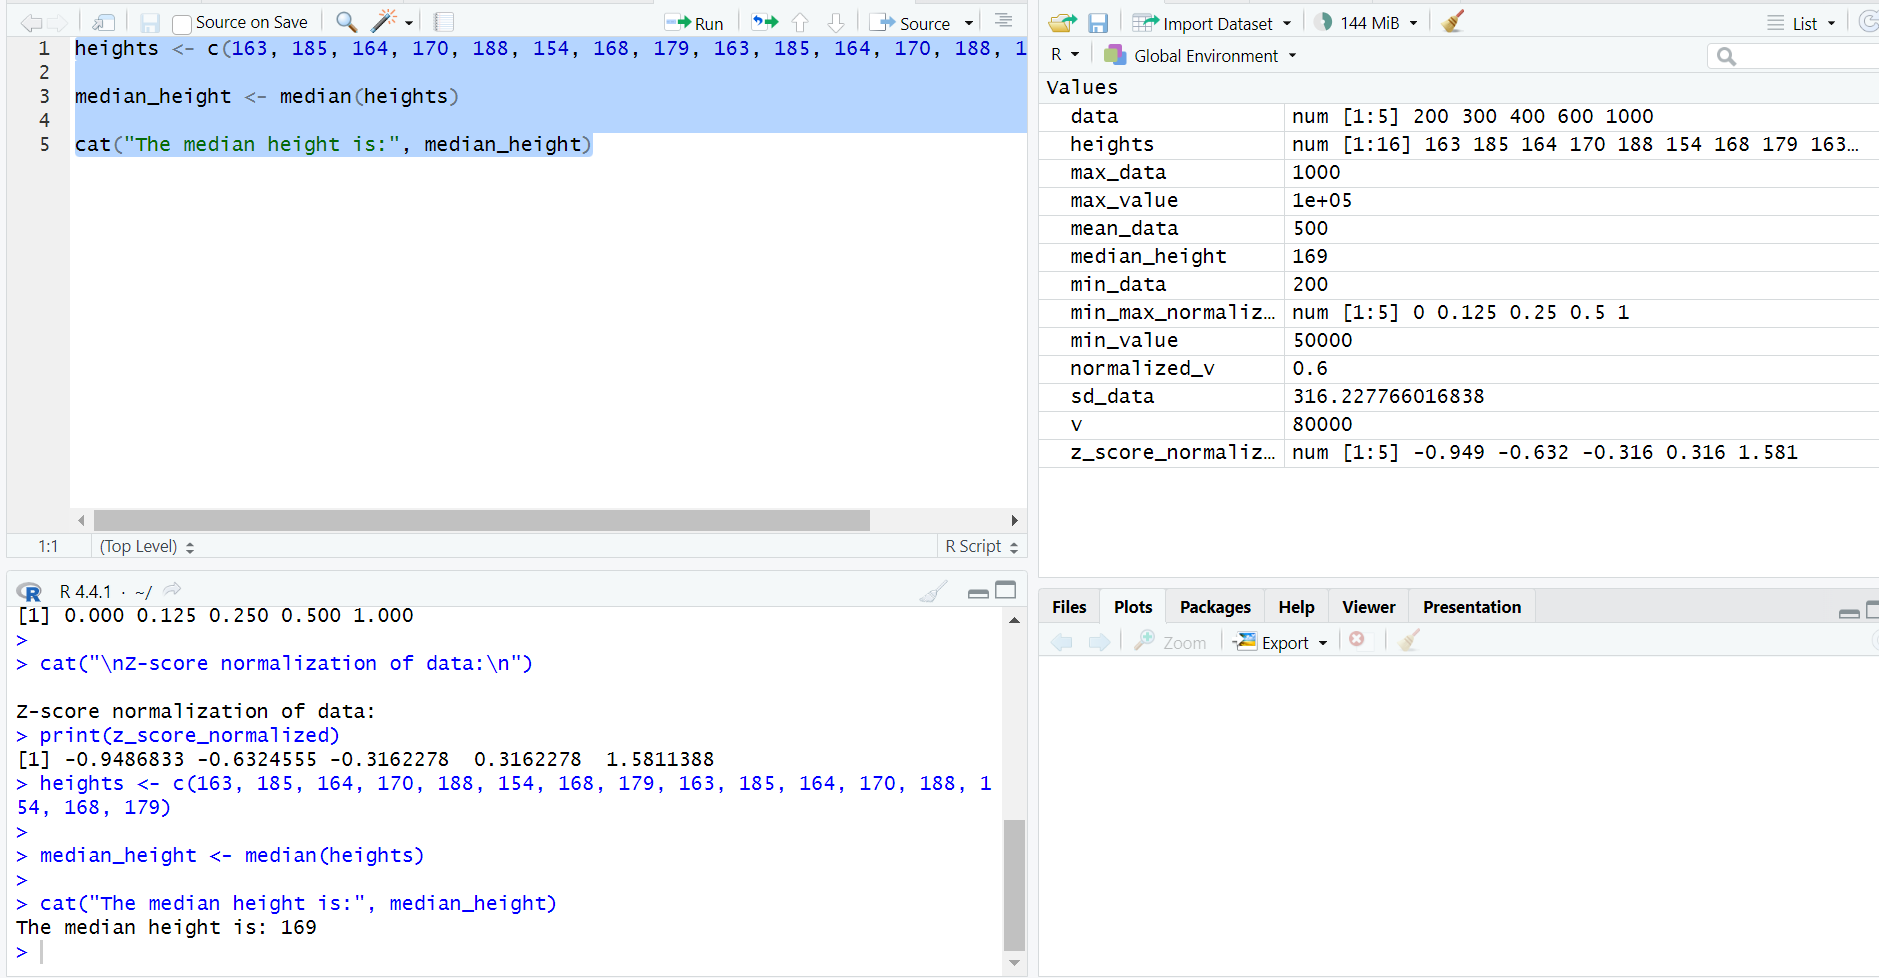 Source on Save
Run
Source
1 heights <- c(163, 185, 164, 170, 188, 154, 168, 179, 163, 185, 164, 170, 188, 1
2
3 median_height <- median(heights)
4
5 cat("The median height is:", median_height)
1:1 (Top Level) R Script
R 4.4.1 · ~/
[1] 0.000 0.125 0.250 0.500 1.000
>
> cat("\nZ-score normalization of data:\n")
Z-score normalization of data:
> print(z_score_normalized)
[1] -0.9486833 -0.6324555 -0.3162278  0.3162278  1.5811388
> heights <- c(163, 185, 164, 170, 188, 154, 168, 179, 163, 185, 164, 170, 188, 1
54, 168, 179)
>
> median_height <- median(heights)
>
> cat("The median height is:", median_height)
The median height is: 169
>
Import Dataset 144 MiB List
R Global Environment
Values
data num [1:5] 200 300 400 600 1000
heights num [1:16] 163 185 164 170 188 154 168 179 163…
max_data 1000
max_value 1e+05
mean_data 500
median_height 169
min_data 200
min_max_normaliz… num [1:5] 0 0.125 0.25 0.5 1
min_value 50000
normalized_v 0.6
sd_data 316.227766016838
v 80000
z_score_normaliz… num [1:5] -0.949 -0.632 -0.316 0.316 1.581
Files Plots Packages Help Viewer Presentation
Zoom Export